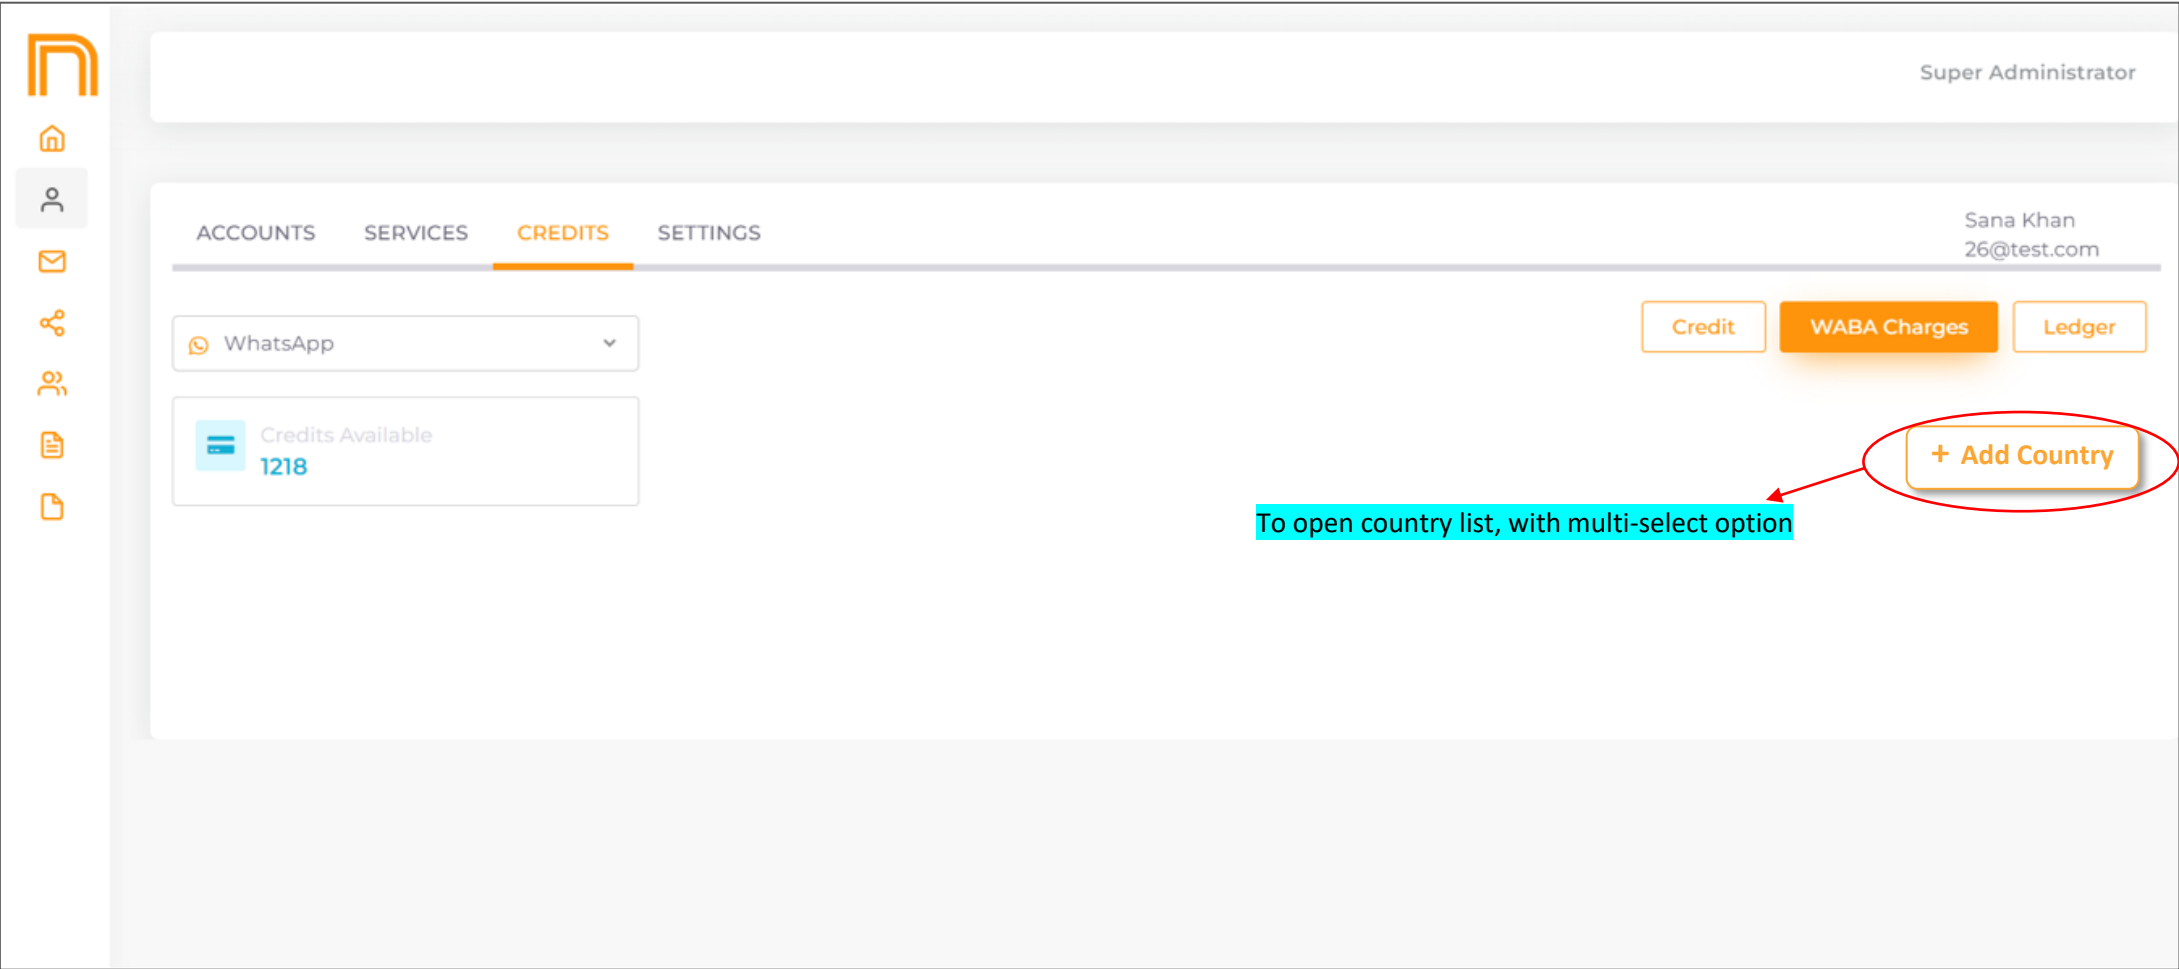 Super Administrator
ACCOUNTS SERVICES CREDITS SETTINGS
Sana Khan
26@test.com
WhatsApp
Credit WABA Charges Ledger
Credits Available
1218
+ Add Country
To open country list, with multi-select option